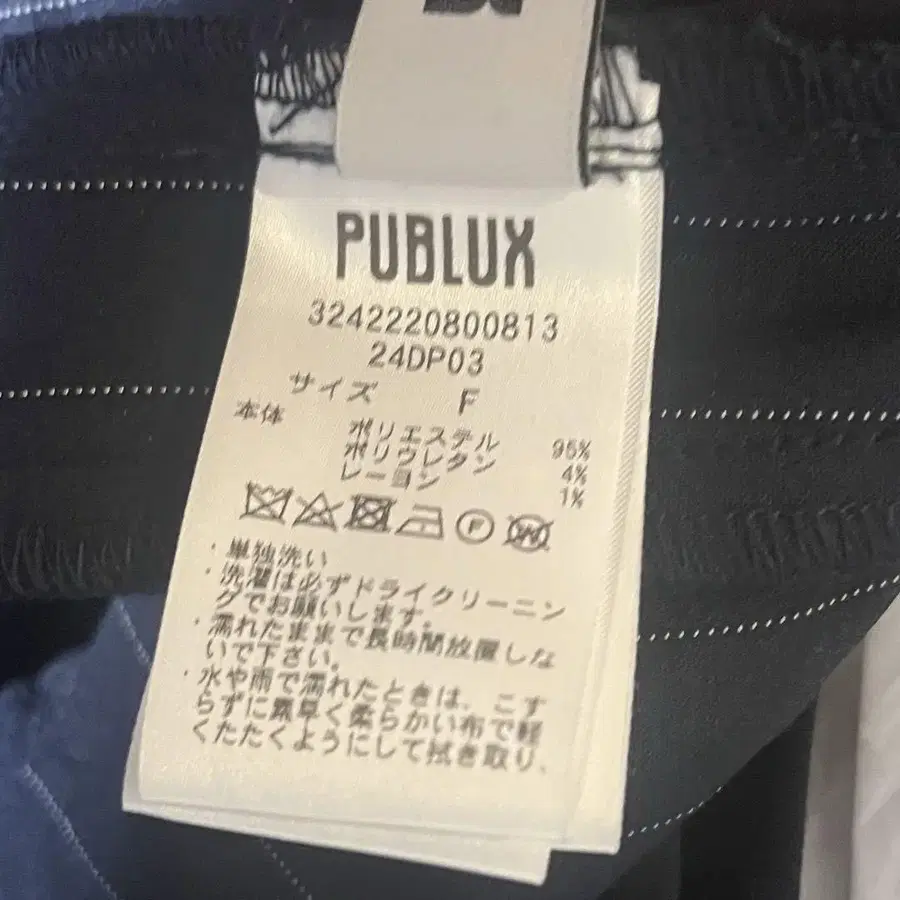 PUBLUX
3242220800813
24DP03
サイズ F
本体
ポリエステル 95%
ポリウレタン 4%
レーヨン 1%
F
W
・単独洗い
・洗濯は必ずドライクリーニン
グでお願いします。
・濡れたままで長時間放置しな
いで下さい。
・水や雨で濡れたときは、こす
らずに素早く柔らかい布で軽
くたたくようにして拭き取り、